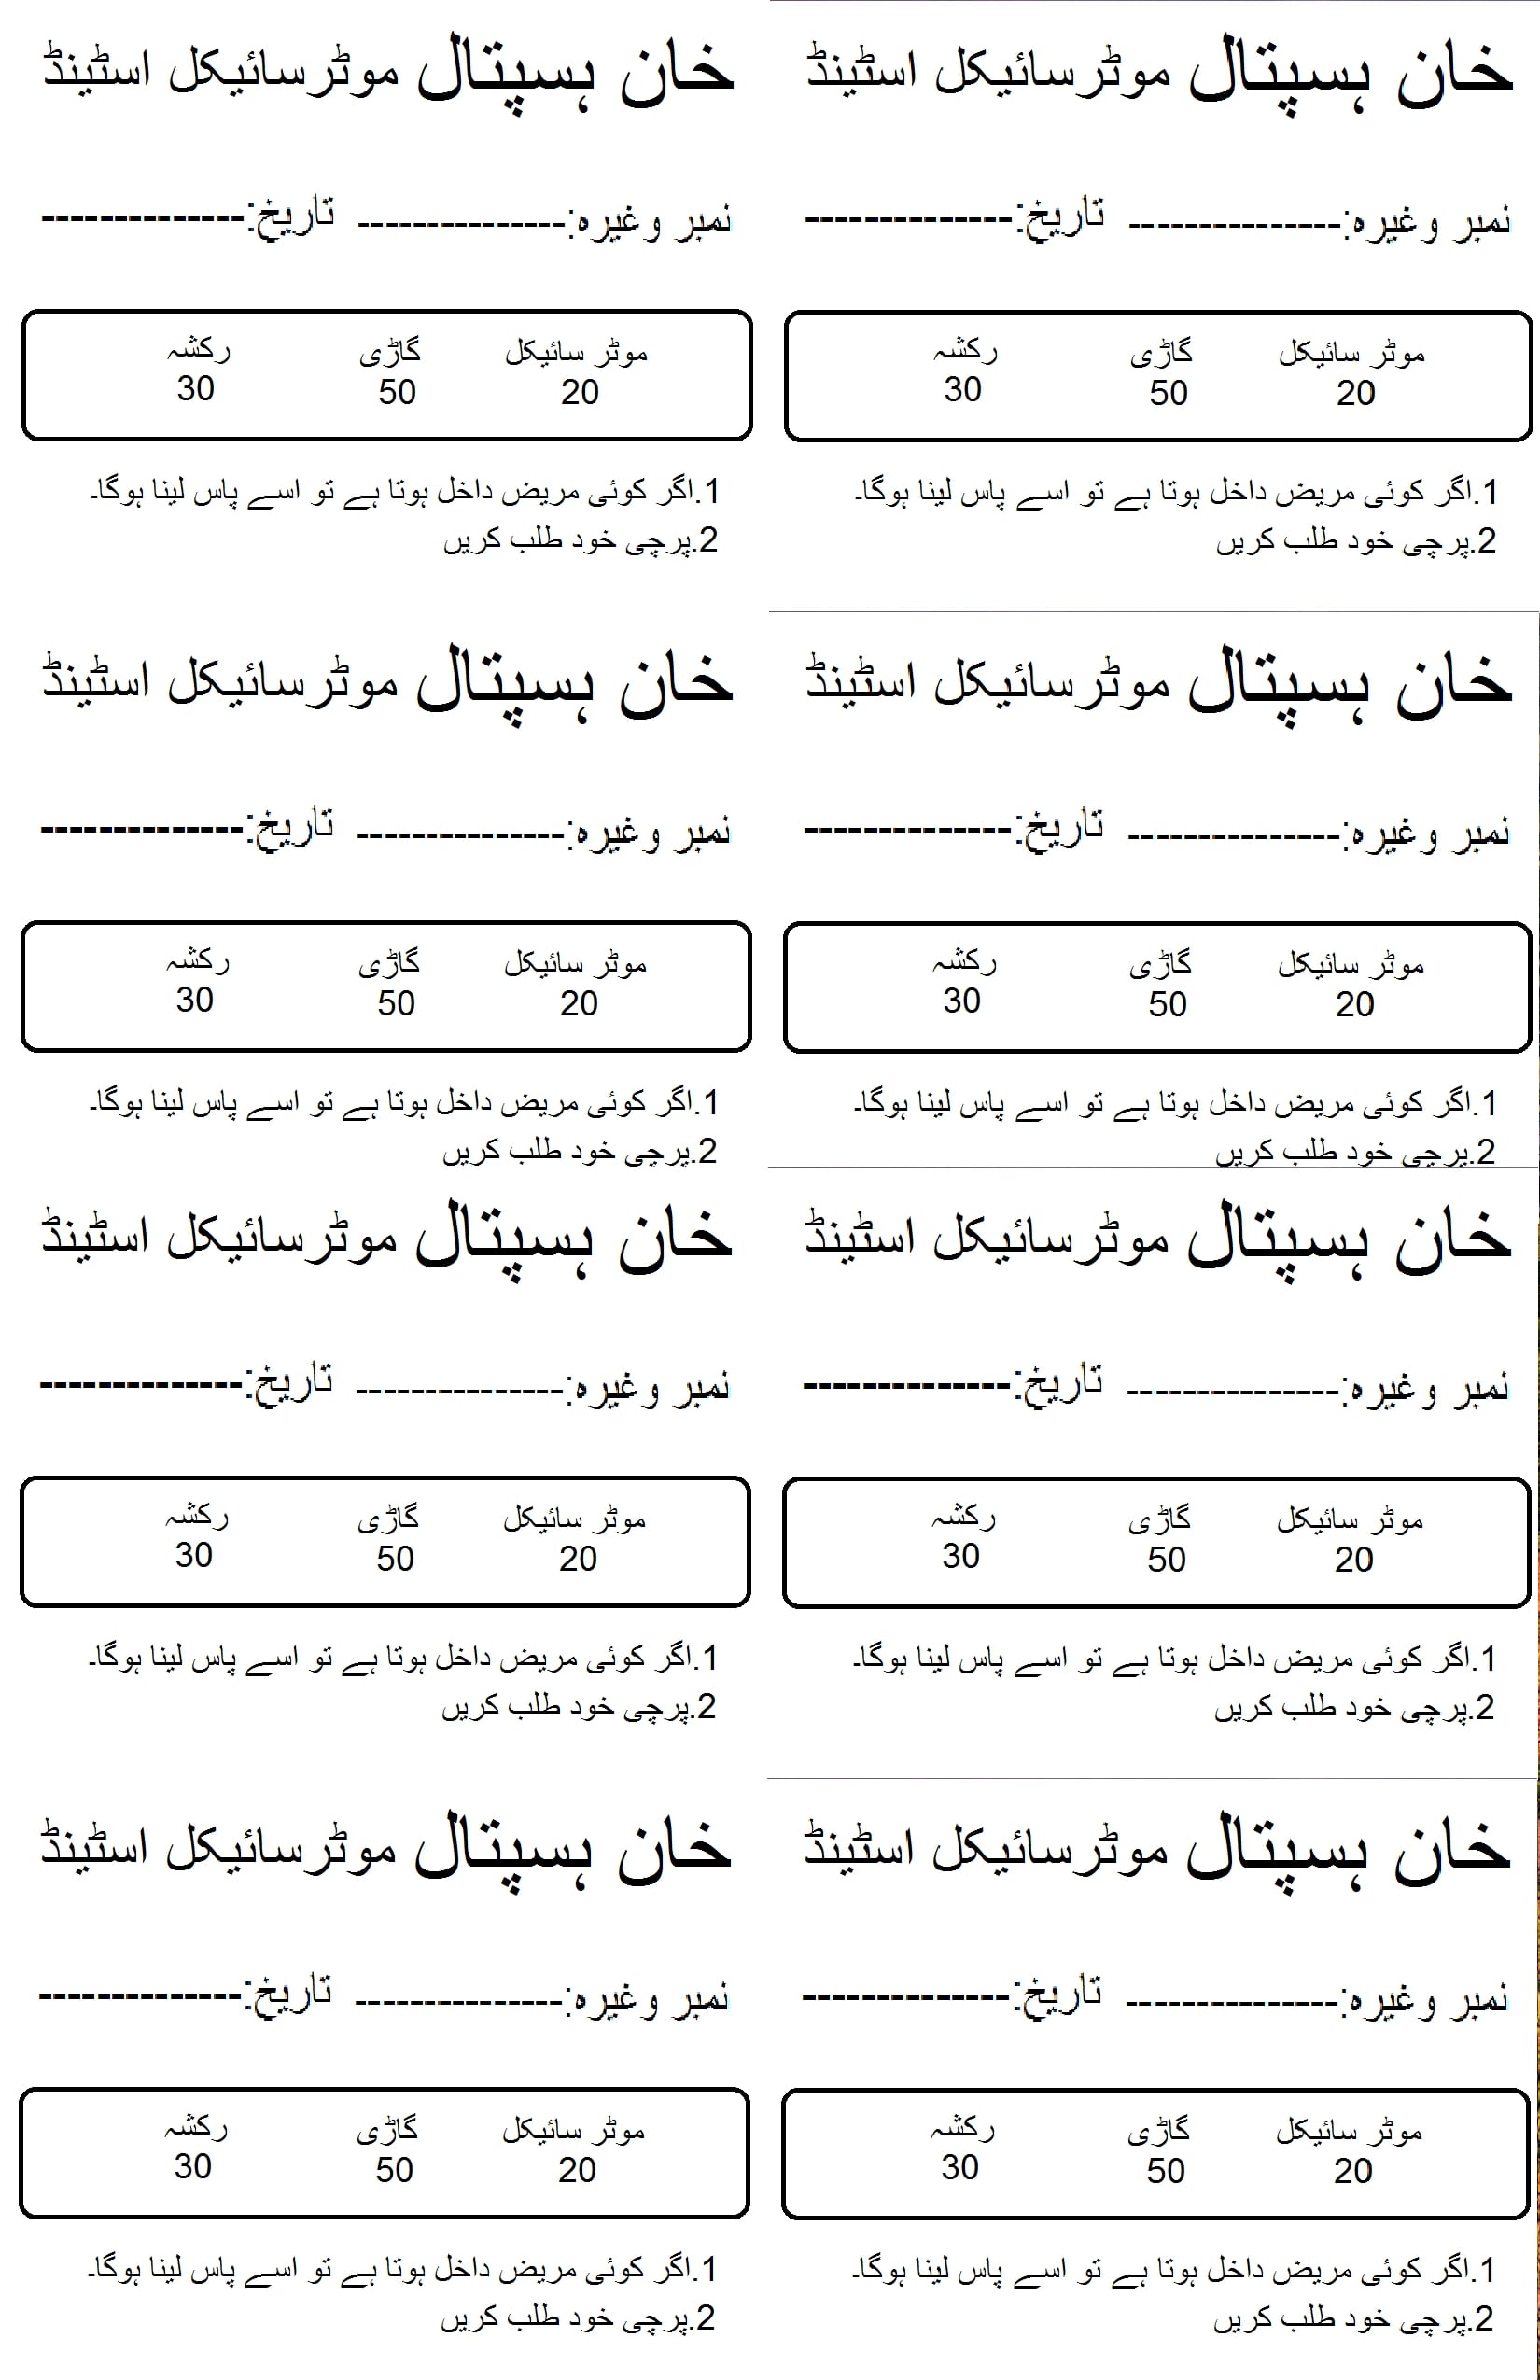 خان ہسپتال موٹرسائیکل اسٹینڈ
نمبر وغیرہ:--------------- تاریخ:--------------
موٹر سائیکل گاڑی رکشہ
20 50 30
1.اگر کوئی مریض داخل ہوتا ہے تو اسے پاس لینا ہوگا۔
2.پرچی خود طلب کریں
خان ہسپتال موٹرسائیکل اسٹینڈ
نمبر وغیرہ:--------------- تاریخ:--------------
موٹر سائیکل گاڑی رکشہ
20 50 30
1.اگر کوئی مریض داخل ہوتا ہے تو اسے پاس لینا ہوگا۔
2.پرچی خود طلب کریں
خان ہسپتال موٹرسائیکل اسٹینڈ
نمبر وغیرہ:--------------- تاریخ:--------------
موٹر سائیکل گاڑی رکشہ
20 50 30
1.اگر کوئی مریض داخل ہوتا ہے تو اسے پاس لینا ہوگا۔
2.پرچی خود طلب کریں
خان ہسپتال موٹرسائیکل اسٹینڈ
نمبر وغیرہ:--------------- تاریخ:--------------
موٹر سائیکل گاڑی رکشہ
20 50 30
1.اگر کوئی مریض داخل ہوتا ہے تو اسے پاس لینا ہوگا۔
2.پرچی خود طلب کریں
خان ہسپتال موٹرسائیکل اسٹینڈ
نمبر وغیرہ:--------------- تاریخ:--------------
موٹر سائیکل گاڑی رکشہ
20 50 30
1.اگر کوئی مریض داخل ہوتا ہے تو اسے پاس لینا ہوگا۔
2.پرچی خود طلب کریں
خان ہسپتال موٹرسائیکل اسٹینڈ
نمبر وغیرہ:--------------- تاریخ:--------------
موٹر سائیکل گاڑی رکشہ
20 50 30
1.اگر کوئی مریض داخل ہوتا ہے تو اسے پاس لینا ہوگا۔
2.پرچی خود طلب کریں
خان ہسپتال موٹرسائیکل اسٹینڈ
نمبر وغیرہ:--------------- تاریخ:--------------
موٹر سائیکل گاڑی رکشہ
20 50 30
1.اگر کوئی مریض داخل ہوتا ہے تو اسے پاس لینا ہوگا۔
2.پرچی خود طلب کریں
خان ہسپتال موٹرسائیکل اسٹینڈ
نمبر وغیرہ:--------------- تاریخ:--------------
موٹر سائیکل گاڑی رکشہ
20 50 30
1.اگر کوئی مریض داخل ہوتا ہے تو اسے پاس لینا ہوگا۔
2.پرچی خود طلب کریں